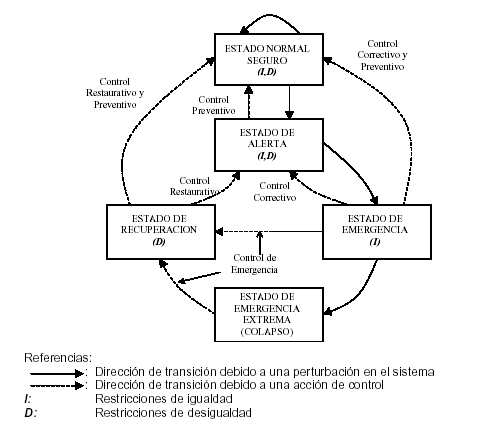 ESTADO NORMAL
SEGURO
(I,D)
Control
Correctivo y
Preventivo
Control
Restaurativo y
Preventivo
Control
Preventivo
ESTADO DE
ALERTA
(I,D)
Control
Restaurativo
Control
Correctivo
ESTADO DE
RECUPERACION
(D)
ESTADO DE
EMERGENCIA
(I)
Control de
Emergencia
ESTADO DE
EMERGENCIA
EXTREMA
(COLAPSO)
Referencias:
: Dirección de transición debido a una perturbación en el sistema
: Dirección de transición debido a una acción de control
I: Restricciones de igualdad
D: Restricciones de desigualdad